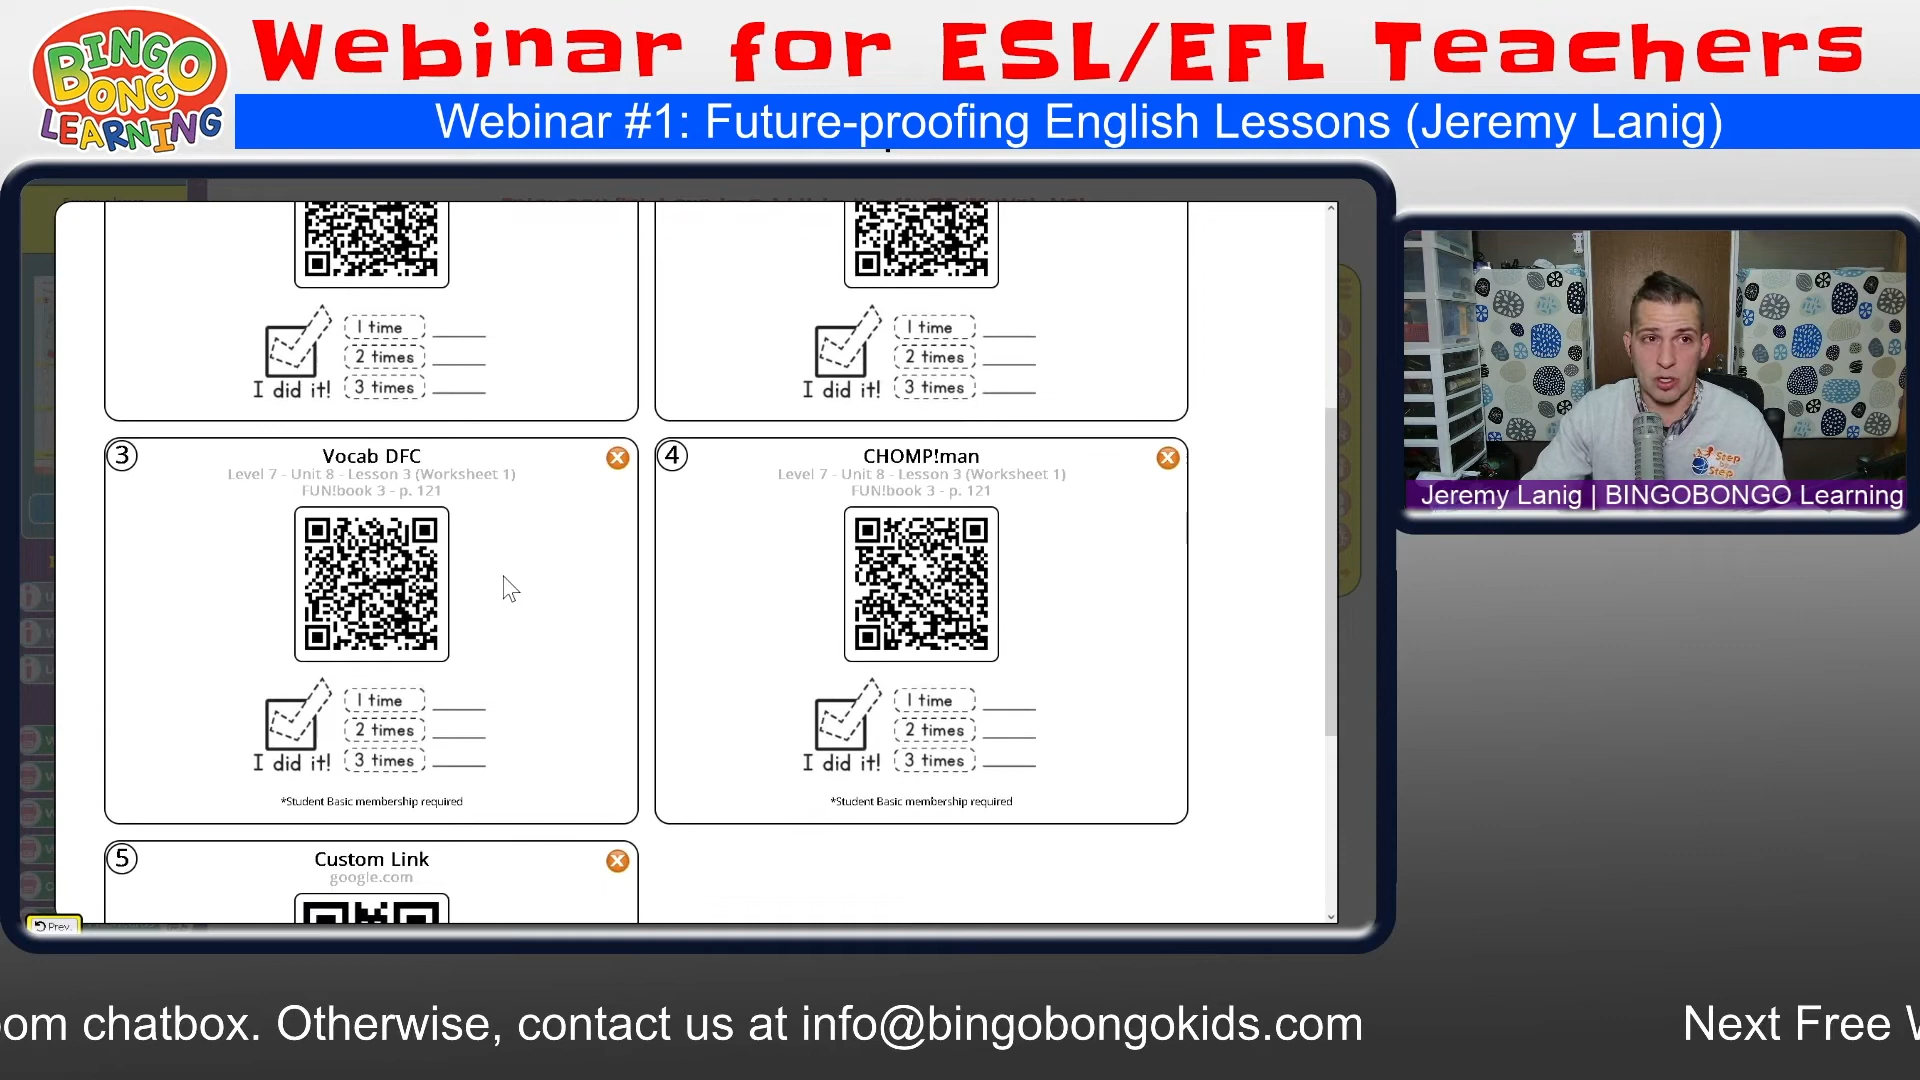 BINGO
BONGO
LEARNING
Webinar for ESL/EFL Teachers
Webinar #1: Future-proofing English Lessons (Jeremy Lanig)
1 time
2 times
I did it! 3 times
1 time
2 times
I did it! 3 times
3
Vocab DFC
Level 7 - Unit 8 - Lesson 3 (Worksheet 1)
FUN!book 3 - p. 121
1 time
2 times
I did it! 3 times
*Student Basic membership required
4
CHOMP!man
Level 7 - Unit 8 - Lesson 3 (Worksheet 1)
FUN!book 3 - p. 121
1 time
2 times
I did it! 3 times
*Student Basic membership required
5
Custom Link
google.com
Prev.
Step
by
Step
Jeremy Lanig | BINGOBONGO Learning
oom chatbox. Otherwise, contact us at info@bingobongokids.com
Next Free W